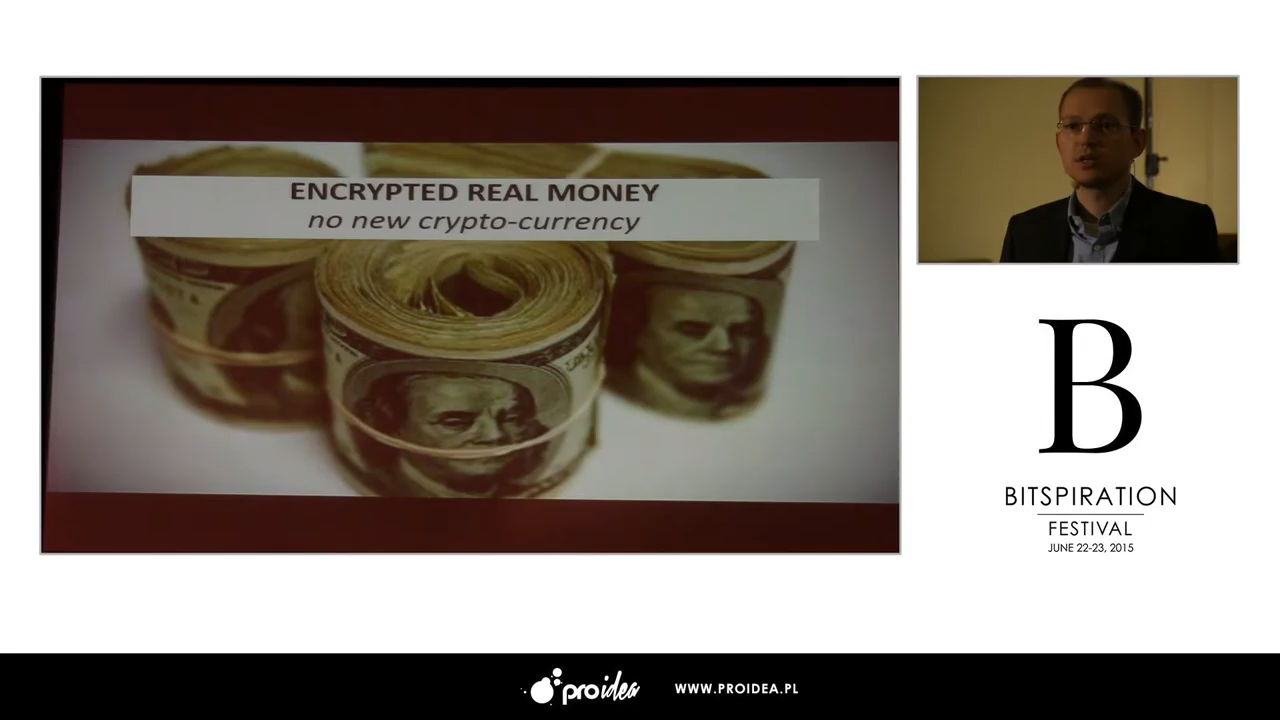 ENCRYPTED REAL MONEY
no new crypto-currency
B
BITSPIRATION
FESTIVAL
JUNE 22-23, 2015
proidea
WWW.PROIDEA.PL